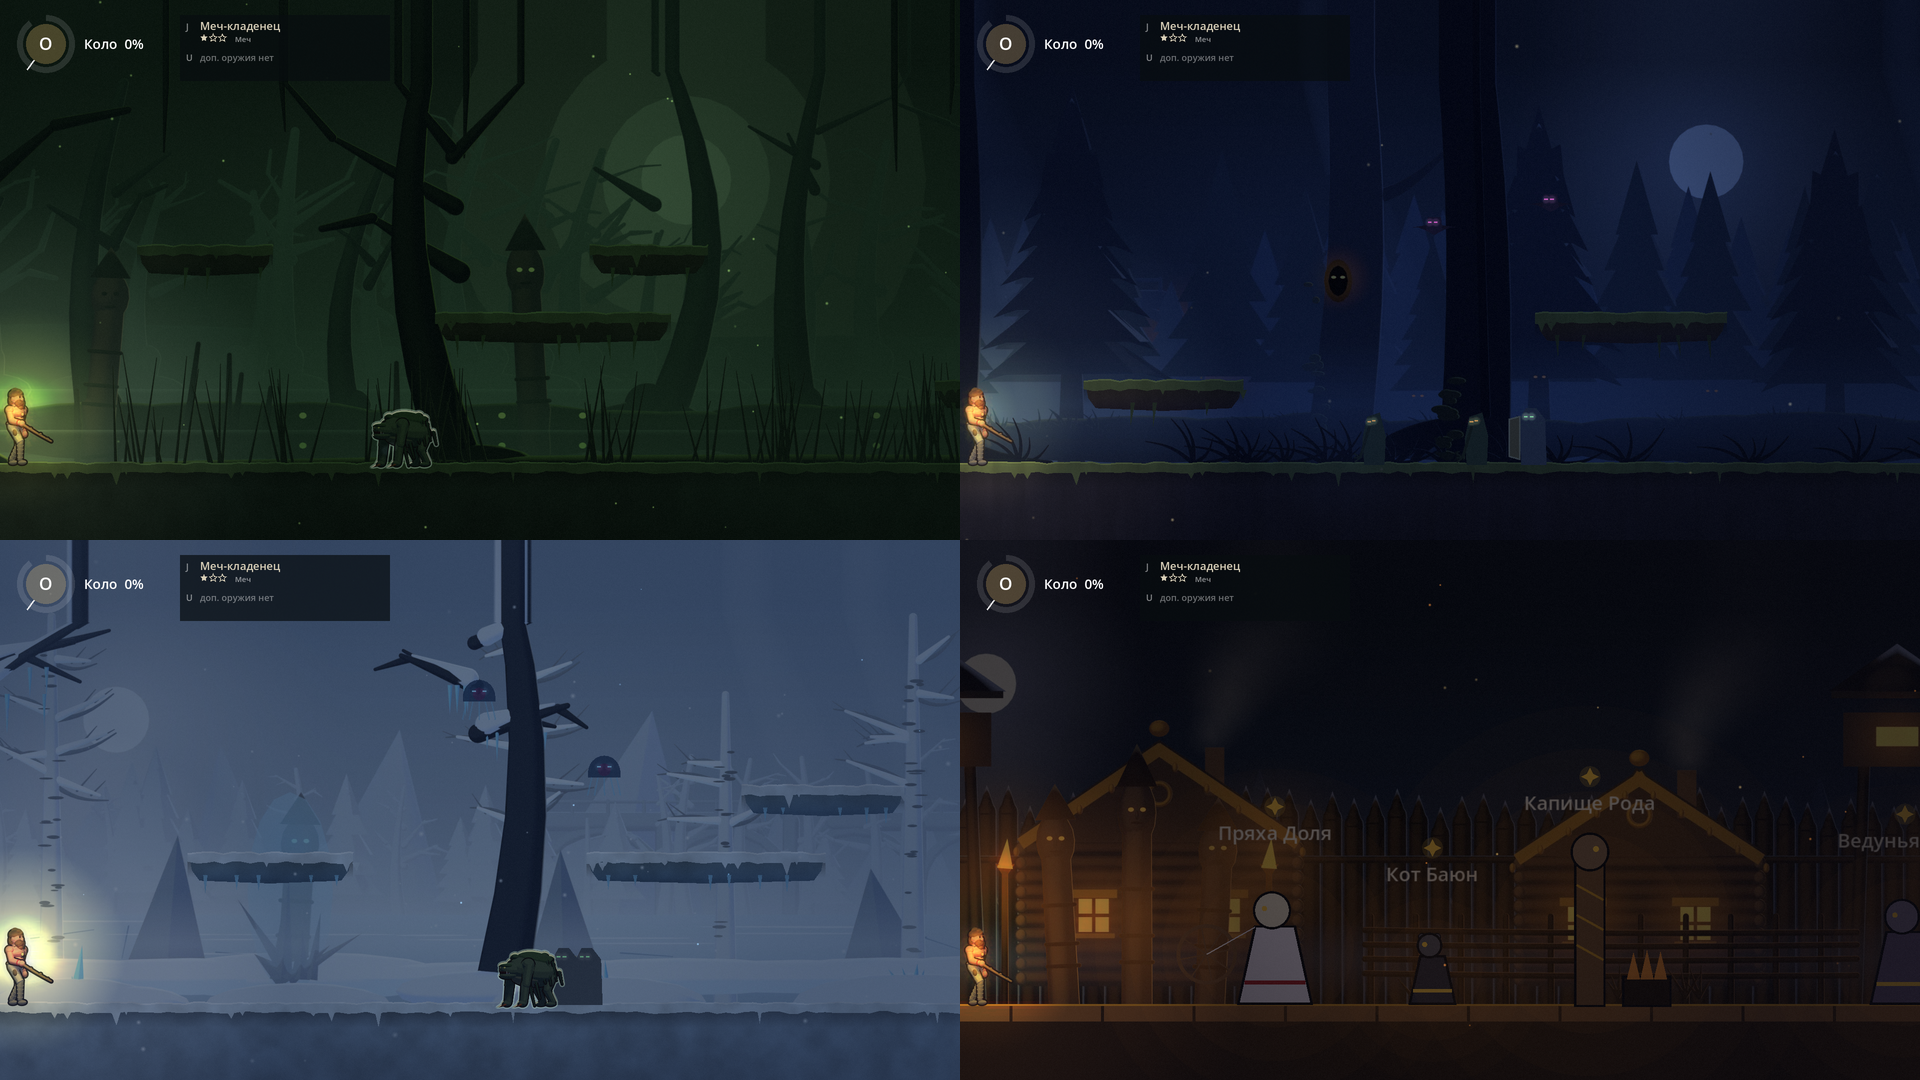 O Коло 0%
J Меч-кладенец
★☆☆ Меч
U доп. оружия нет
O Коло 0%
J Меч-кладенец
★☆☆ Меч
U доп. оружия нет
O Коло 0%
J Меч-кладенец
★☆☆ Меч
U доп. оружия нет
O Коло 0%
J Меч-кладенец
★☆☆ Меч
U доп. оружия нет
Капище Рода
Пряха Доля
Ведунья
Кот Баюн